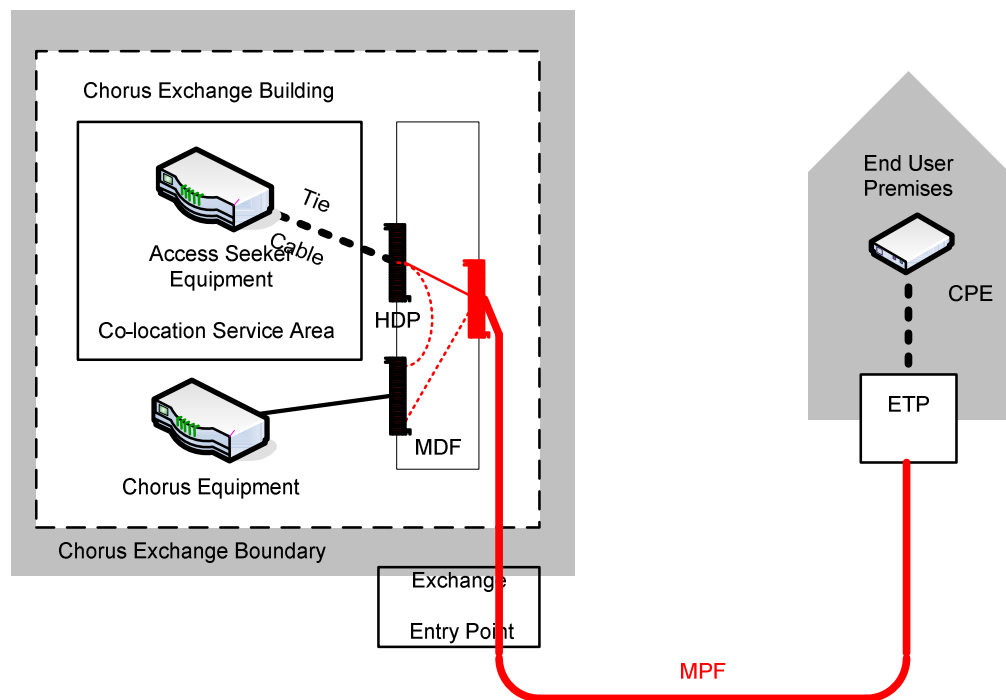 Chorus Exchange Building
Tie
Cable
Access Seeker
Equipment
Co-location Service Area
HDP
MDF
Chorus Equipment
Chorus Exchange Boundary
Exchange
Entry Point
MPF
End User
Premises
CPE
ETP